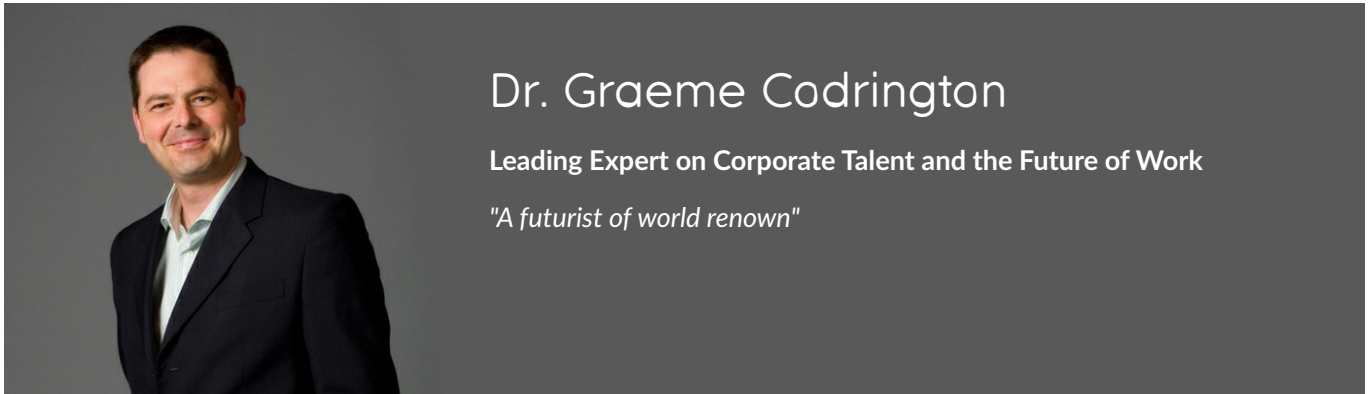 Dr. Graeme Codrington
Leading Expert on Corporate Talent and the Future of Work
"A futurist of world renown"